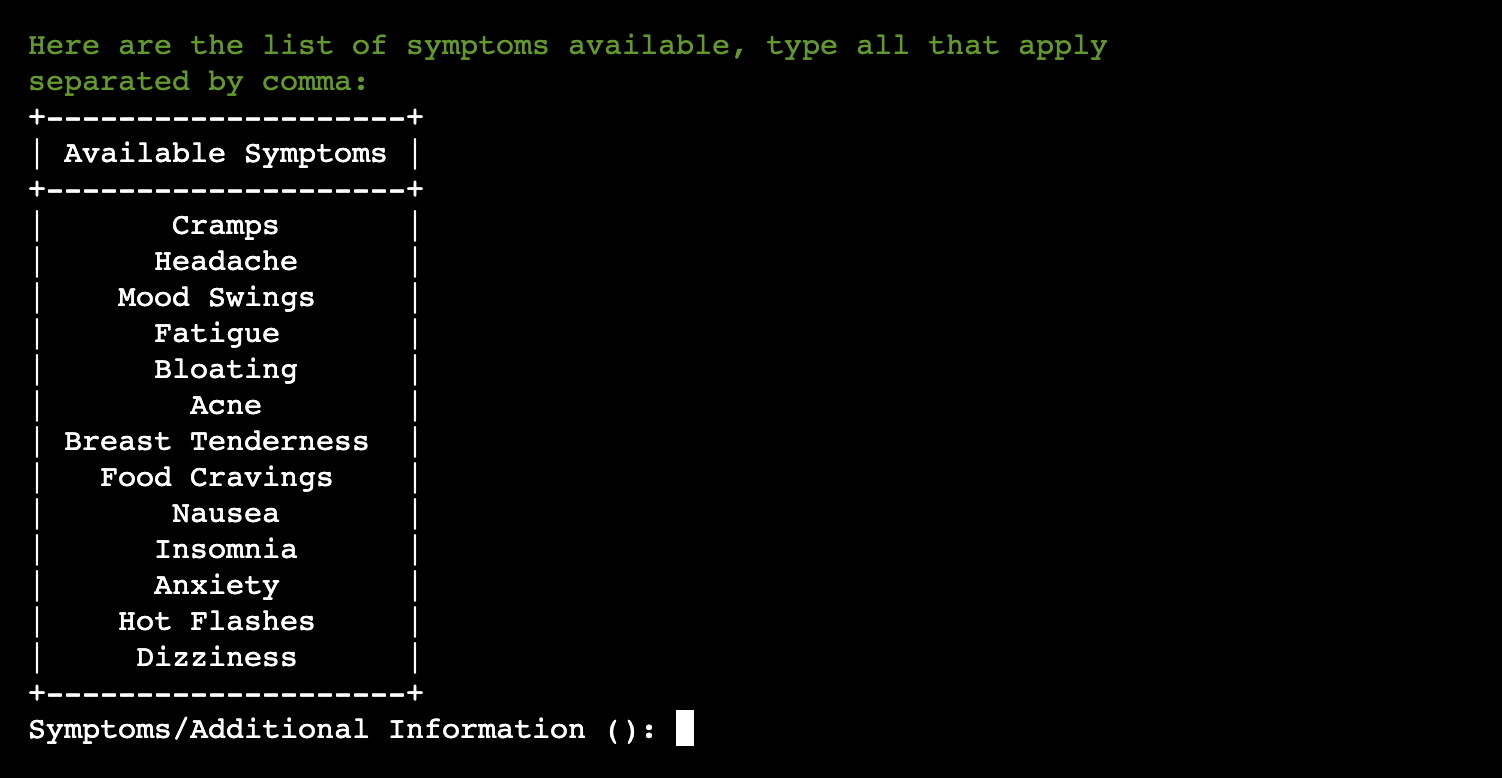 Here are the list of symptoms available, type all that apply
separated by comma:
+--------------------+
| Available Symptoms |
+--------------------+
|       Cramps       |
|      Headache      |
|    Mood Swings     |
|      Fatigue       |
|      Bloating      |
|        Acne        |
| Breast Tenderness  |
|   Food Cravings    |
|       Nausea       |
|      Insomnia      |
|      Anxiety       |
|    Hot Flashes     |
|     Dizziness      |
+--------------------+
Symptoms/Additional Information ():